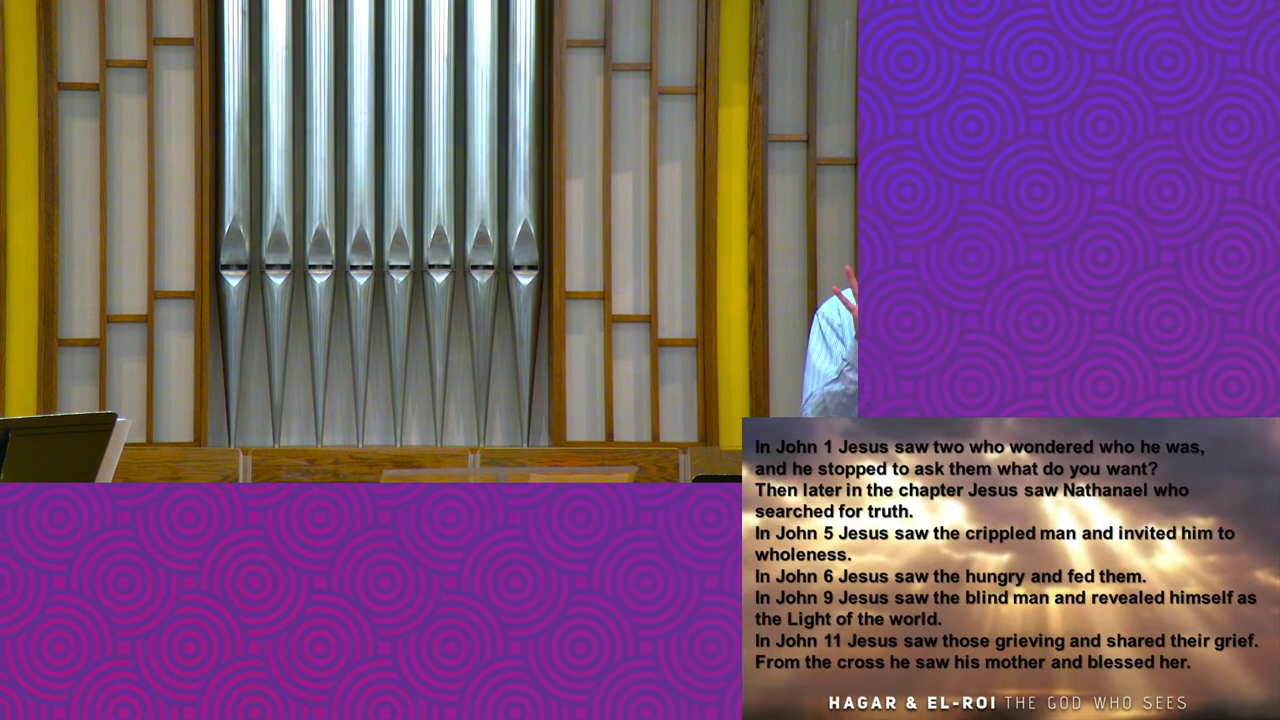 In John 1 Jesus saw two who wondered who he was,
and he stopped to ask them what do you want?
Then later in the chapter Jesus saw Nathanael who
searched for truth.
In John 5 Jesus saw the crippled man and invited him to
wholeness.
In John 6 Jesus saw the hungry and fed them.
In John 9 Jesus saw the blind man and revealed himself as
the Light of the world.
In John 11 Jesus saw those grieving and shared their grief.
From the cross he saw his mother and blessed her.
HAGAR & EL-ROI THE GOD WHO SEES